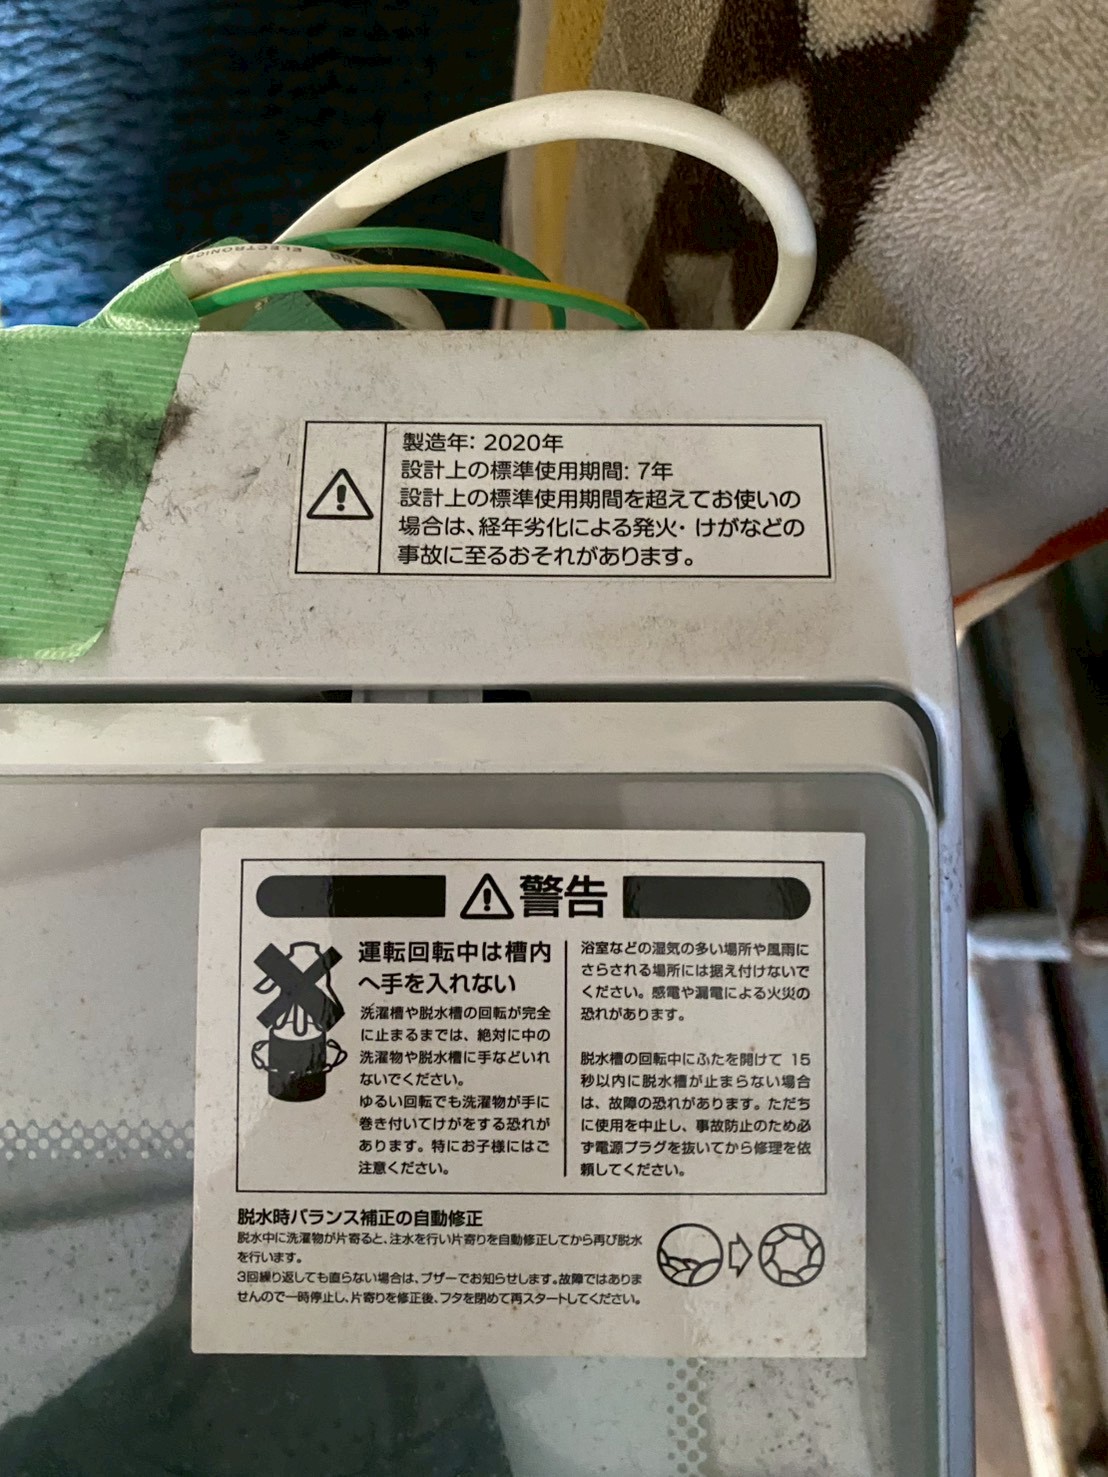 ELECTRONICS
製造年: 2020年
設計上の標準使用期間: 7年
設計上の標準使用期間を超えてお使いの
場合は、経年劣化による発火・けがなどの
事故に至るおそれがあります。
警告
運転回転中は槽内
へ手を入れない
洗濯槽や脱水槽の回転が完全
に止まるまでは、絶対に中の
洗濯物や脱水槽に手などいれ
ないでください。
ゆるい回転でも洗濯物が手に
巻き付いてけがをする恐れが
あります。特にお子様にはご
注意ください。
浴室などの湿気の多い場所や風雨に
さらされる場所には据え付けないで
ください。感電や漏電による火災の
恐れがあります。
脱水槽の回転中にふたを開けて 15
秒以内に脱水槽が止まらない場合
は、故障の恐れがあります。ただち
に使用を中止し、事故防止のため必
ず電源プラグを抜いてから修理を依
頼してください。
脱水時バランス補正の自動修正
脱水中に洗濯物が片寄ると、注水を行い片寄りを自動修正してから再び脱水
を行います。
3回繰り返しても直らない場合は、ブザーでお知らせします。故障ではありま
せんので一時停止し、片寄りを修正後、フタを閉めて再スタートしてください。